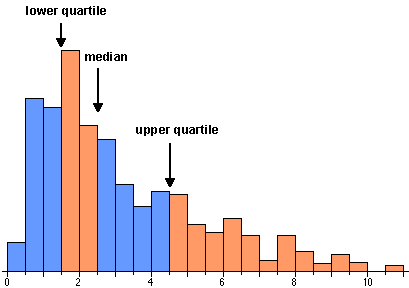 lower quartile
median
upper quartile
0 2 4 6 8 10